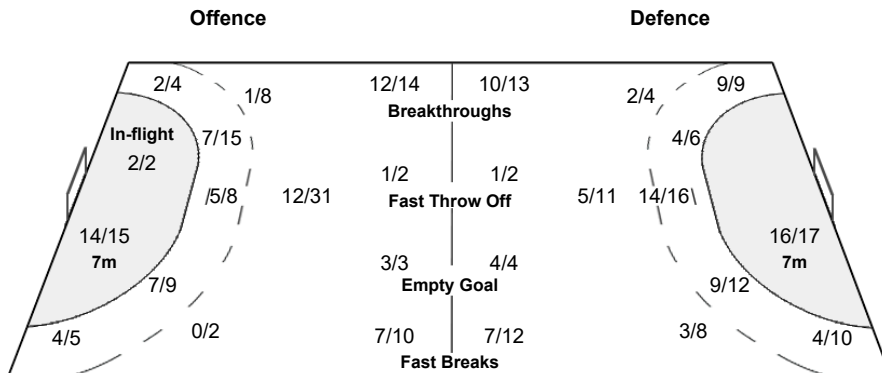 Offence Defence
2/4 12/14 10/13 9/9
1/8 2/4
Breakthroughs
In-flight 7/15 4/6
2/2 1/2 1/2
5/8 12/31 Fast Throw Off 5/11 14/16
14/15 16/17
7m 7m
3/3 4/4
7/9 Empty Goal 9/12
4/5 0/2 7/10 7/12 3/8 4/10
Fast Breaks